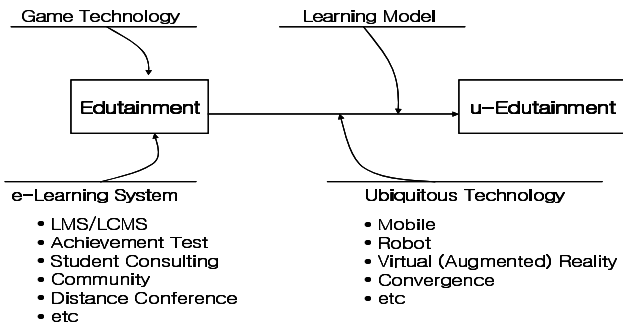 Game Technology
Learning Model
Edutainment
u-Edutainment
e-Learning System
• LMS/LCMS
• Achievement Test
• Student Consulting
• Community
• Distance Conference
• etc
Ubiquitous Technology
• Mobile
• Robot
• Virtual (Augmented) Reality
• Convergence
• etc